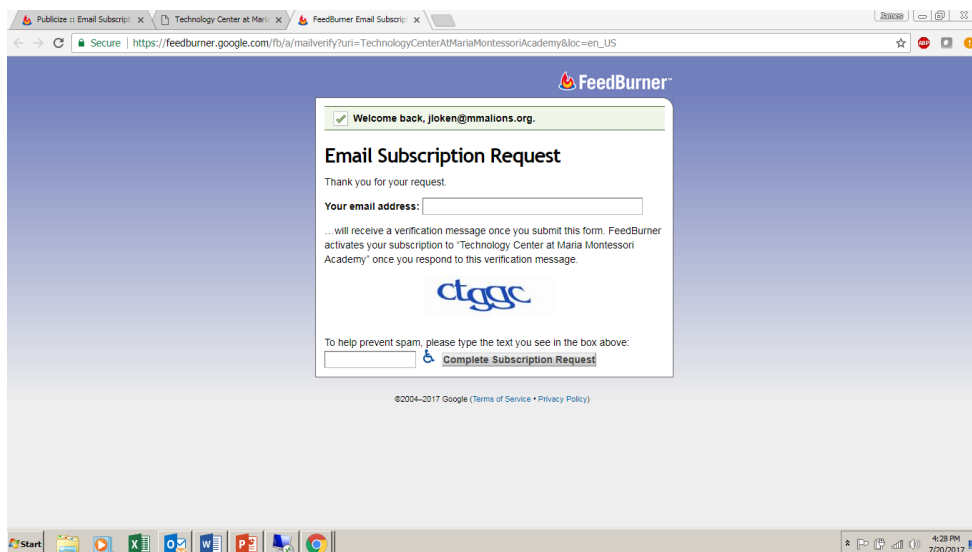 Publicize :: Email Subscripti
Technology Center at Maria
FeedBurner Email Subscrip
James
Secure
https://feedburner.google.com/fb/a/mailverify?uri=TechnologyCenterAtMariaMontessoriAcademy&loc=en_US
ABP
FeedBurner
Welcome back, jloken@mmalions.org.
Email Subscription Request
Thank you for your request.
Your email address:
…will receive a verification message once you submit this form. FeedBurner
activates your subscription to "Technology Center at Maria Montessori
Academy" once you respond to this verification message.
ctggc
To help prevent spam, please type the text you see in the box above:
Complete Subscription Request
©2004–2017 Google (Terms of Service • Privacy Policy)
Start
4:28 PM
7/20/2017